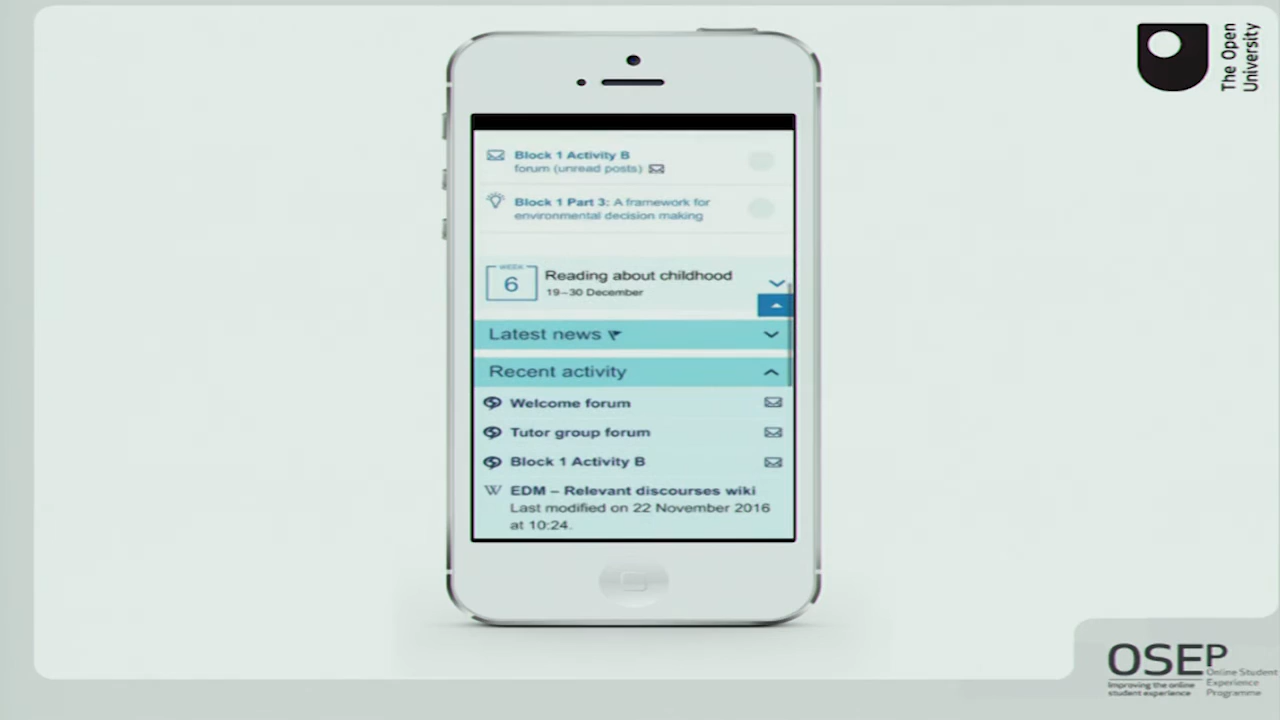 The Open
University
Block 1 Activity B
forum (unread posts)
Block 1 Part 3: A framework for
environmental decision making
WEEK
6
Reading about childhood
19–30 December
Latest news
Recent activity
Welcome forum
Tutor group forum
Block 1 Activity B
W EDM – Relevant discourses wiki
Last modified on 22 November 2016
at 10:24.
OSEP
Improving the online
student experience
Online Student
Experience
Programme